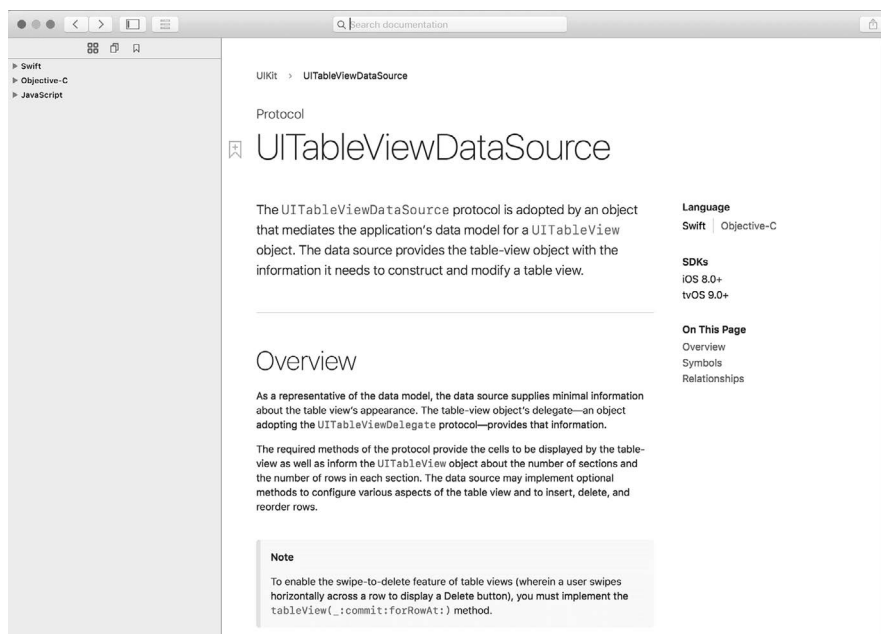 Search documentation
Swift
Objective-C
JavaScript
UIKit > UITableViewDataSource
Protocol
UITableViewDataSource
The UITableViewDataSource protocol is adopted by an object
that mediates the application's data model for a UITableView
object. The data source provides the table-view object with the
information it needs to construct and modify a table view.
Language
Swift | Objective-C
SDKs
iOS 8.0+
tvOS 9.0+
On This Page
Overview
Symbols
Relationships
Overview
As a representative of the data model, the data source supplies minimal information
about the table view's appearance. The table-view object's delegate—an object
adopting the UITableViewDelegate protocol—provides that information.
The required methods of the protocol provide the cells to be displayed by the table-
view as well as inform the UITableView object about the number of sections and
the number of rows in each section. The data source may implement optional
methods to configure various aspects of the table view and to insert, delete, and
reorder rows.
Note
To enable the swipe-to-delete feature of table views (wherein a user swipes
horizontally across a row to display a Delete button), you must implement the
tableView(_:commit:forRowAt:) method.